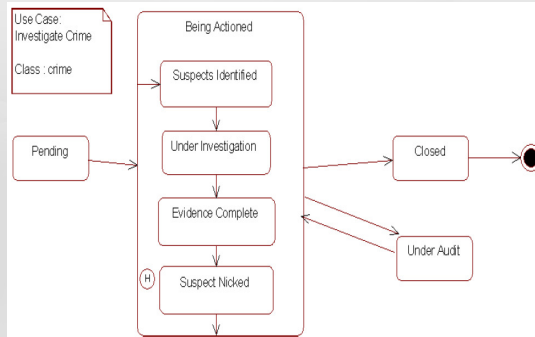 Use Case:
Investigate Crime
Class : crime
Being Actioned
Suspects Identified
Pending
Under Investigation
Closed
Evidence Complete
Under Audit
H
Suspect Nicked